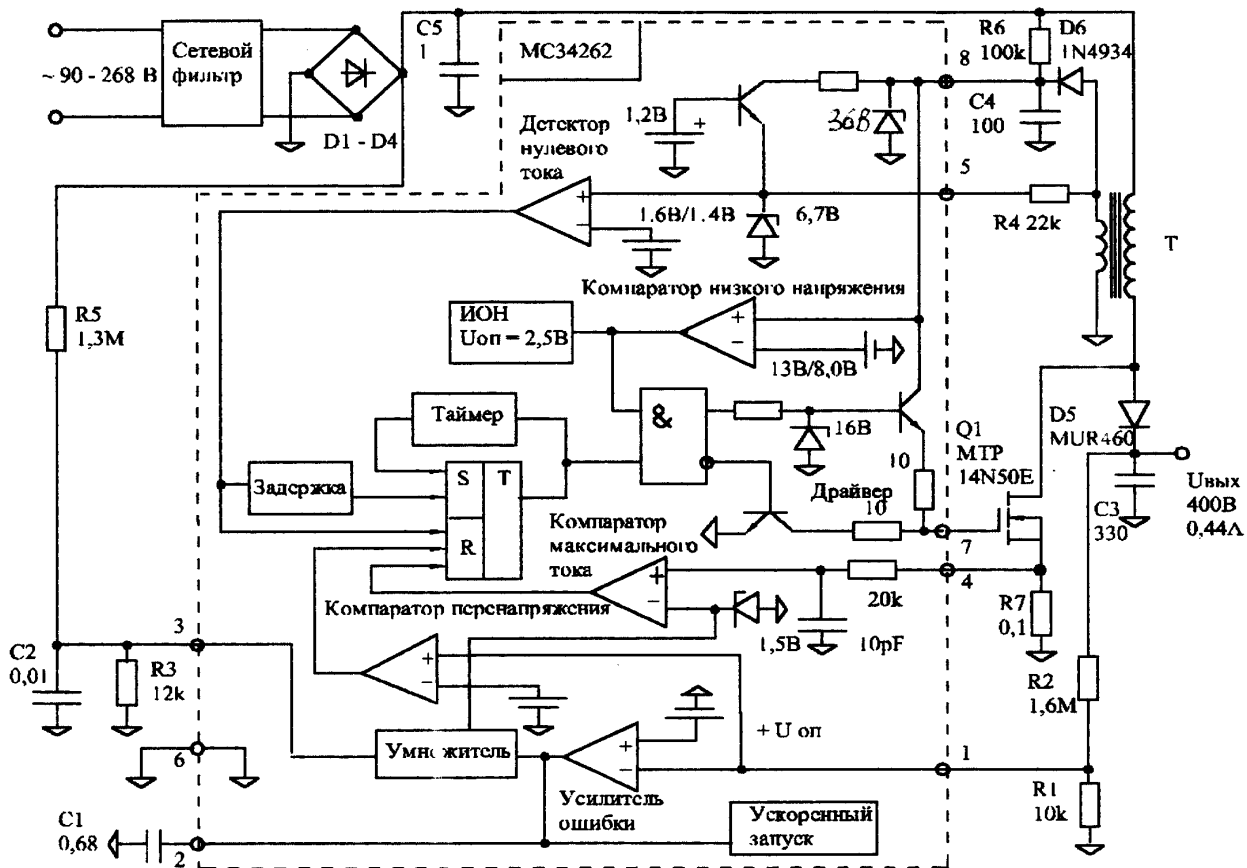 ~ 90 - 268 В
Сетевой
фильтр
D1 - D4
C5
1
MC34262
R6
100k
D6
1N4934
8
C4
100
1,2В
+
36В
Детектор
нулевого
тока
+
−
1.6В/1.4В
6,7В
5
R4 22k
T
R5
1,3М
Компаратор низкого напряжения
ИОН
Uоп = 2,5В
+
−
13В/8,0В
Таймер
&
16В
10
Q1
MTP
14N50E
D5
MUR460
Задержка
S
T
R
Драйвер
10
7
C3
330
Uвых
400В
0,44А
Компаратор
максимального
тока
+
−
20k
4
R7
0,1
Компаратор перенапряжения
1,5В
10pF
3
C2
0,01
R3
12k
+
−
R2
1,6М
6
Умножитель
+
−
+ U оп
1
Усилитель
ошибки
R1
10k
C1
0,68
2
Ускоренный
запуск